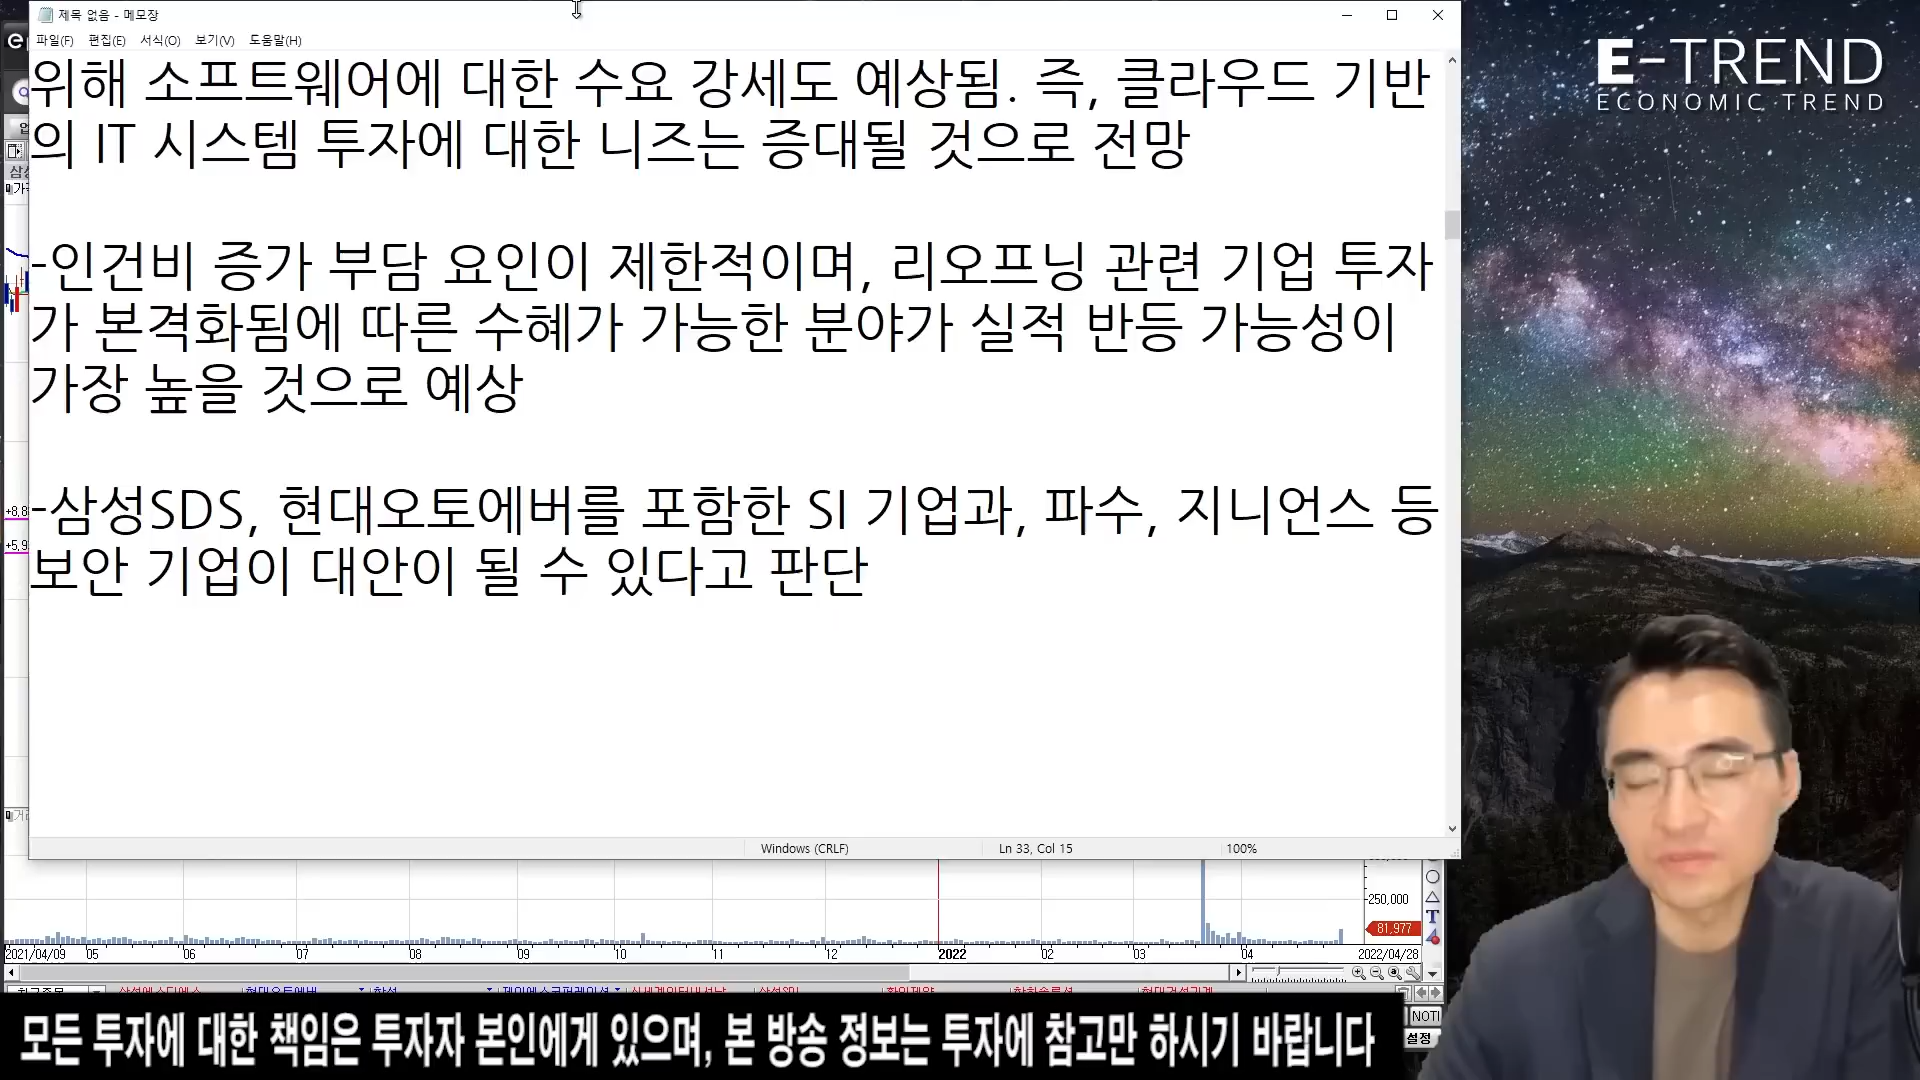 제목 없음 - 메모장
파일(F) 편집(E) 서식(O) 보기(V) 도움말(H)
위해 소프트웨어에 대한 수요 강세도 예상됨. 즉, 클라우드 기반
의 IT 시스템 투자에 대한 니즈는 증대될 것으로 전망
-인건비 증가 부담 요인이 제한적이며, 리오프닝 관련 기업 투자
가 본격화됨에 따른 수혜가 가능한 분야가 실적 반등 가능성이
가장 높을 것으로 예상
-삼성SDS, 현대오토에버를 포함한 SI 기업과, 파수, 지니언스 등
보안 기업이 대안이 될 수 있다고 판단
Windows (CRLF) Ln 33, Col 15 100%
E-TREND
ECONOMIC TREND
250,000
81,977
2021/04/09 05 06 07 08 09 10 11 12 2022 02 03 04 2022/04/28
NOTI
설정
모든 투자에 대한 책임은 투자자 본인에게 있으며, 본 방송 정보는 투자에 참고만 하시기 바랍니다